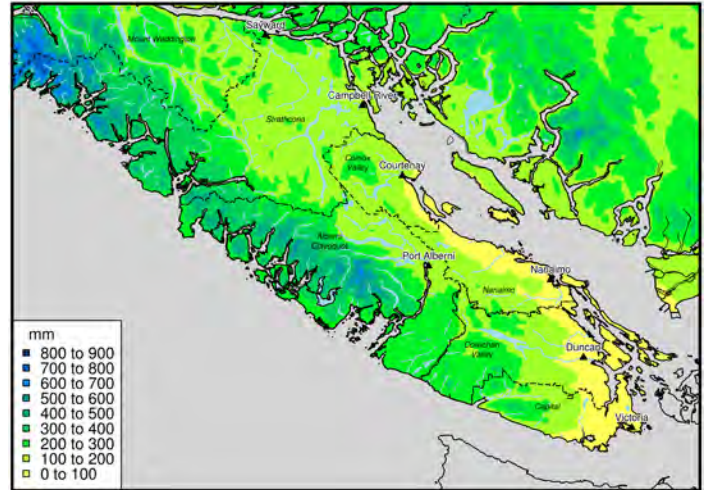 Sayward
Mount Waddington
Campbell River
Strathcona
Comox
Valley
Courtenay
Alberni
Clayoquot
Port Alberni
Nanaimo
Nanaimo
Cowichan
Valley
Duncan
Capital
Victoria
mm
800 to 900
700 to 800
600 to 700
500 to 600
400 to 500
300 to 400
200 to 300
100 to 200
0 to 100